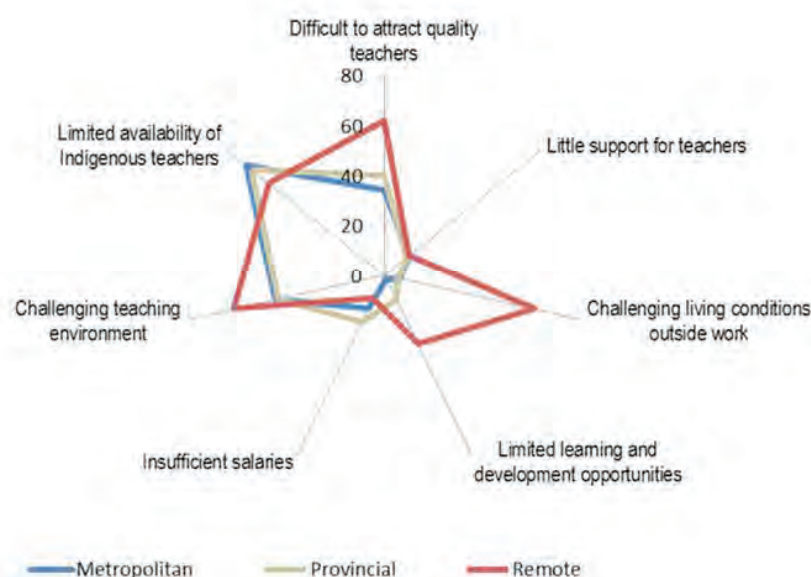 Difficult to attract quality
teachers
80
60
40
20
0
Limited availability of
Indigenous teachers
Little support for teachers
Challenging teaching
environment
Challenging living conditions
outside work
Insufficient salaries
Limited learning and
development opportunities
Metropolitan
Provincial
Remote